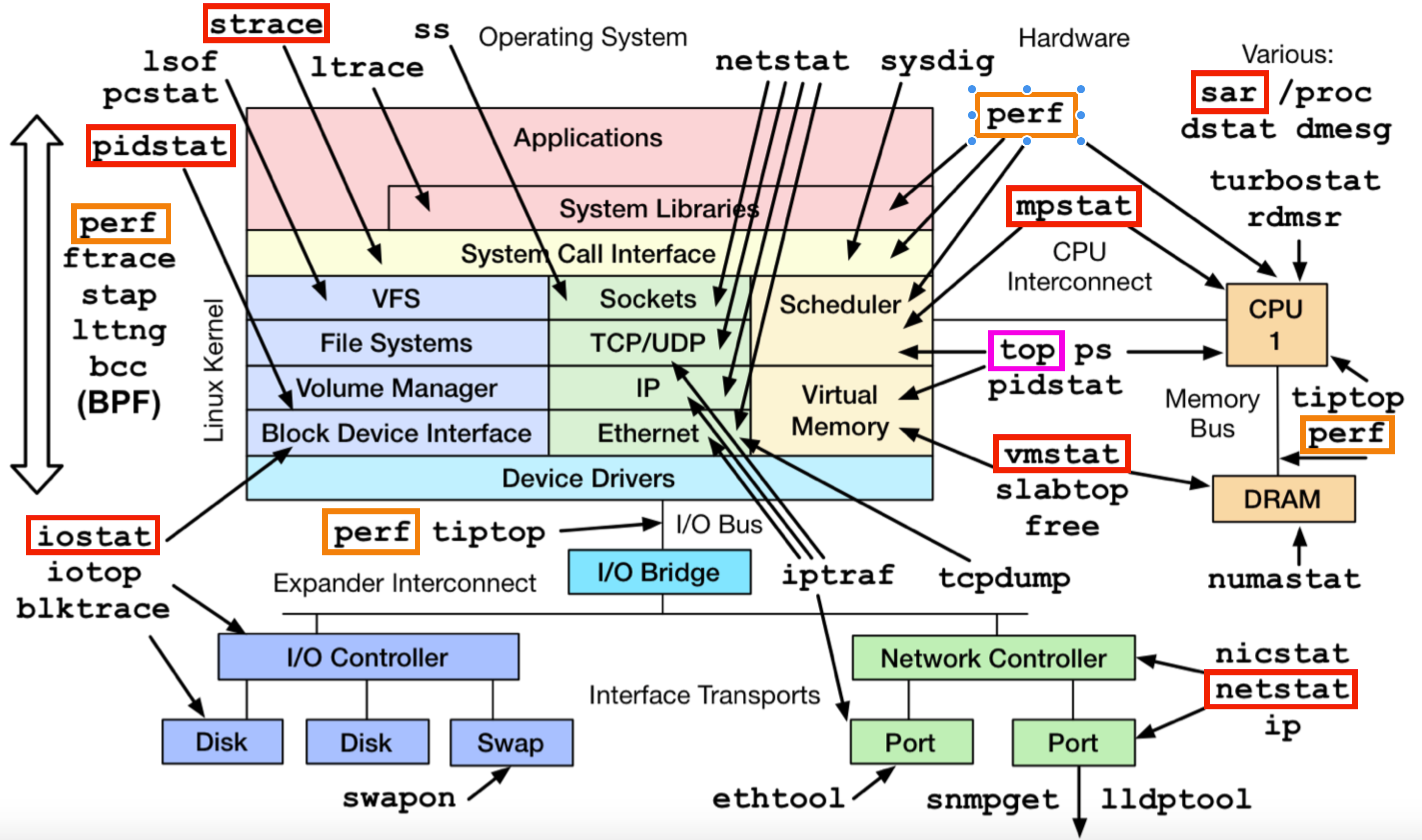 strace
ss
Operating System
Hardware
Various:
lsof
ltrace
netstat
sysdig
pcstat
perf
sar /proc
dstat dmesg
pidstat
Applications
turbostat
rdmsr
perf
ftrace
stap
lttng
bcc
(BPF)
System Libraries
mpstat
System Call Interface
CPU
Interconnect
Linux Kernel
VFS
Sockets
Scheduler
CPU
1
File Systems
TCP/UDP
top ps
pidstat
Volume Manager
IP
Virtual
Memory
Memory
Bus
tiptop
perf
Block Device Interface
Ethernet
vmstat
slabtop
free
Device Drivers
DRAM
iostat
iotop
blktrace
perf tiptop
I/O Bus
I/O Bridge
Expander Interconnect
iptraf
tcpdump
numastat
I/O Controller
Network Controller
nicstat
netstat
ip
Interface Transports
Disk
Disk
Swap
Port
Port
swapon
ethtool
snmpget
lldptool